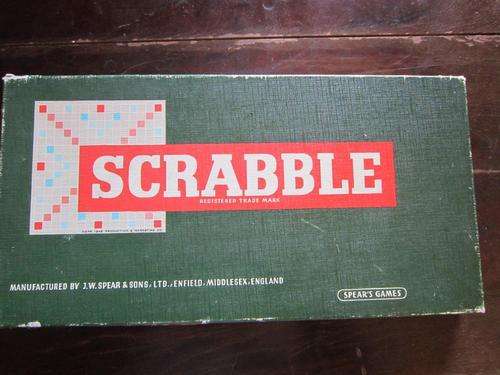 SCRABBLE
REGISTERED TRADE MARK
MANUFACTURED BY J.W. SPEAR & SONS, LTD., ENFIELD, MIDDLESEX, ENGLAND
SPEAR'S GAMES